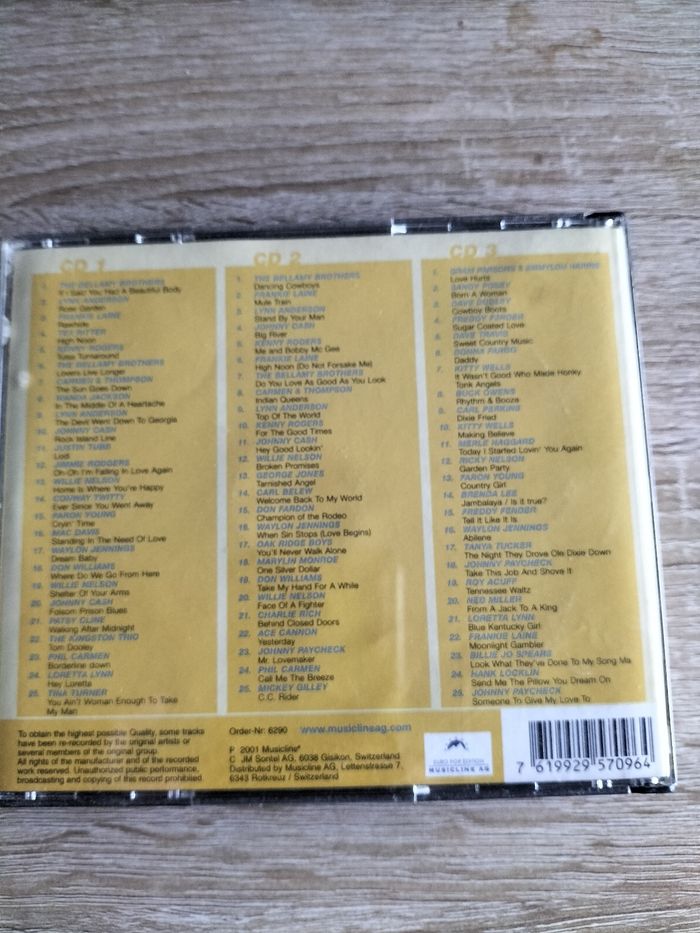 CD 1
1. THE BELLAMY BROTHERS
If I Said You Had A Beautiful Body
2. LYNN ANDERSON
Rose Garden
3. FRANKIE LAINE
Rawhide
4. TEX RITTER
High Noon
5. KENNY ROGERS
Texas Turnaround
6. THE BELLAMY BROTHERS
Lovers Live Longer
7. CARMEN & THOMPSON
The Sun Goes Down
8. WANDA JACKSON
In The Middle Of A Heartache
9. LYNN ANDERSON
The Devil Went Down To Georgia
10. JOHNNY CASH
Rock Island Line
11. JUSTIN TUBB
12. JIMMIE RODGERS
Oh-Oh I'm Falling In Love Again
13. WILLIE NELSON
Home Is Where You're Happy
14. CONWAY TWITTY
Ever Since You Went Away
15. FARON YOUNG
Cryin' Time
16. MAC DAVIS
Standing In The Need Of Love
17. WAYLON JENNINGS
Dream Baby
18. DON WILLIAMS
Where Do We Go From Here
19. WILLIE NELSON
Shelter Of Your Arms
20. JOHNNY CASH
Folsom Prison Blues
21. PATSY CLINE
Walking After Midnight
22. THE KINGSTON TRIO
Tom Dooley
23. PHIL CARMEN
Borderline down
24. LORETTA LYNN
Hey Loretta
25. TINA TURNER
You Ain't Woman Enough To Take
My Man
CD 2
1. THE BELLAMY BROTHERS
Dancing Cowboys
2. FRANKIE LAINE
Mule Train
3. LYNN ANDERSON
Stand By Your Man
4. JOHNNY CASH
Big River
5. KENNY ROGERS
Me and Bobby Mc Gee
6. FRANKIE LAINE
High Noon (Do Not Forsake Me)
7. THE BELLAMY BROTHERS
Do You Love As Good As You Look
8. CARMEN & THOMPSON
Indian Queens
9. LYNN ANDERSON
Top Of The World
10. KENNY ROGERS
For The Good Times
11. JOHNNY CASH
Hey Good Lookin'
12. WILLIE NELSON
Broken Promises
13. GEORGE JONES
Tarnished Angel
14. CARL BELEW
Welcome Back To My World
15. DON FARDON
Champion of the Rodeo
16. WAYLON JENNINGS
When Sin Stops (Love Begins)
17. OAK RIDGE BOYS
You'll Never Walk Alone
18. MARYLIN MONROE
One Silver Dollar
19. DON WILLIAMS
Take My Hand For A While
20. WILLIE NELSON
Face Of A Fighter
21. CHARLIE RICH
Behind Closed Doors
22. ACE CANNON
Yesterday
23. JOHNNY PAYCHECK
Mr. Lovemaker
24. PHIL CARMEN
Call Me The Breeze
25. MICKEY GILLEY
C.C. Rider
CD 3
1. GRAM PARSONS & EMMYLOU HARRIS
Love Hurts
2. SANDY POSEY
Born A Woman
3. DAVE DUDLEY
Cowboy Boots
4. FREDDY FENDER
Sugar Coated Love
5. DAVE TRAVIS
Sweet Country Music
6. DONNA FARGO
Daddy
7. KITTY WELLS
It Wasn't Good Who Made Honky
Tonk Angels
8. BUCK OWENS
Rhythm & Booze
9. CARL PERKINS
Dixie Fried
10. KITTY WELLS
Making Believe
11. MERLE HAGGARD
Today I Started Lovin' You Again
12. RICKY NELSON
Garden Party
13. FARON YOUNG
Country Girl
14. BRENDA LEE
Jambalaya / Is it true?
15. FREDDY FENDER
Tell It Like It Is
16. WAYLON JENNINGS
Abilene
17. TANYA TUCKER
The Night They Drove Ole Dixie Down
18. JOHNNY PAYCHECK
Take This Job And Shove It
19. ROY ACUFF
Tennessee Waltz
20. NED MILLER
From A Jack To A King
21. LORETTA LYNN
Blue Kentucky Girl
22. FRANKIE LAINE
Moonlight Gambler
23. BILLIE JO SPEARS
Look What They've Done To My Song Ma
24. HANK LOCKLIN
Send Me The Pillow You Dream On
25. JOHNNY PAYCHECK
Someone To Give My Love To
To obtain the highest possible Quality, some tracks
have been re-recorded by the original artists or
several members of the original group.
All rights of the manufacturer and of the recorded
work reserved. Unauthorized public performance,
broadcasting and copying of this record prohibited.
Order-Nr: 6290 www.musiclineag.com
P 2001 Musicline
C JM Sontel AG, 6038 Gisikon, Switzerland
Distributed by Musicline AG, Lettenstrasse 7,
6343 Rotkreuz / Switzerland
EURO TOP EDITION
MUSICLINE AG
7 619929 570964